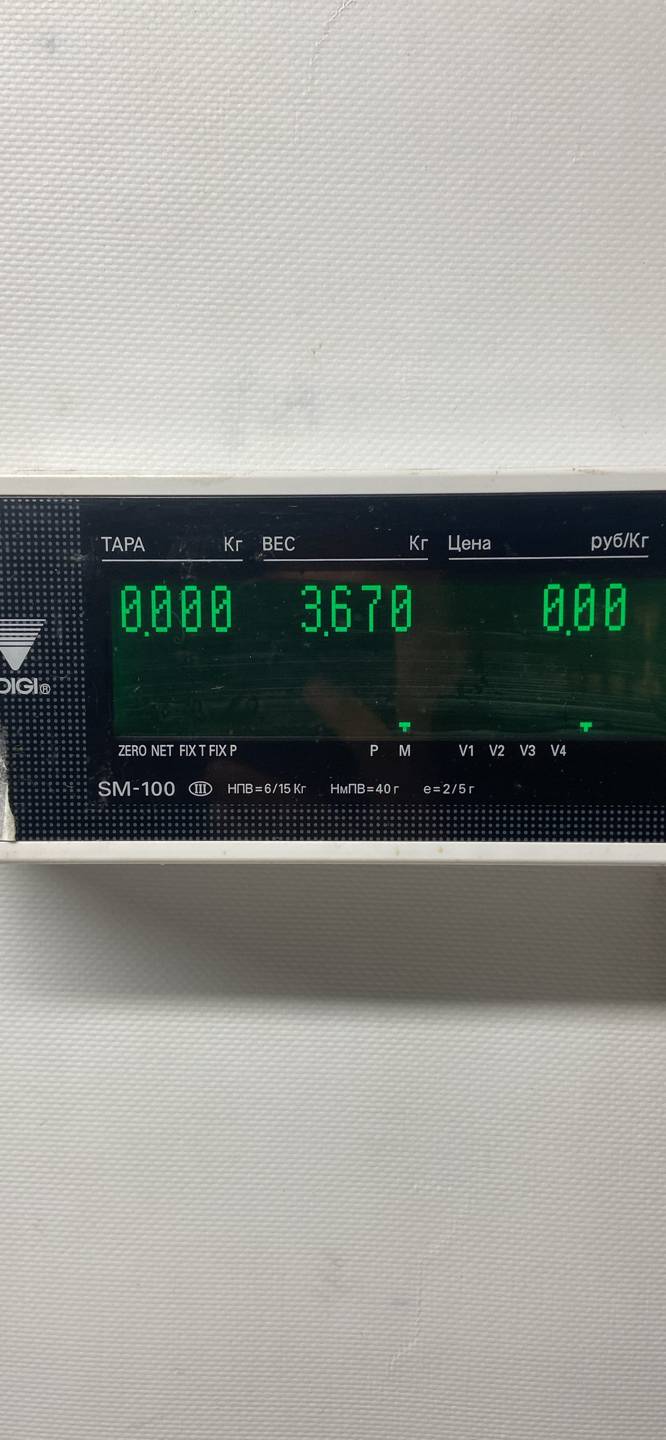 ТАРА Кг ВЕС Кг Цена руб/Кг
0.000 3.670 0.00
DIGI®
ZERO NET FIX T FIX P P M V1 V2 V3 V4
SM-100 III НПВ=6/15 Кг НмПВ=40 г e=2/5 г